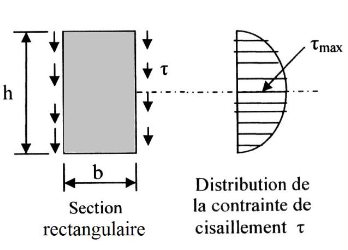 τ
τmax
h
b
Section
rectangulaire
Distribution de
la contrainte de
cisaillement τ